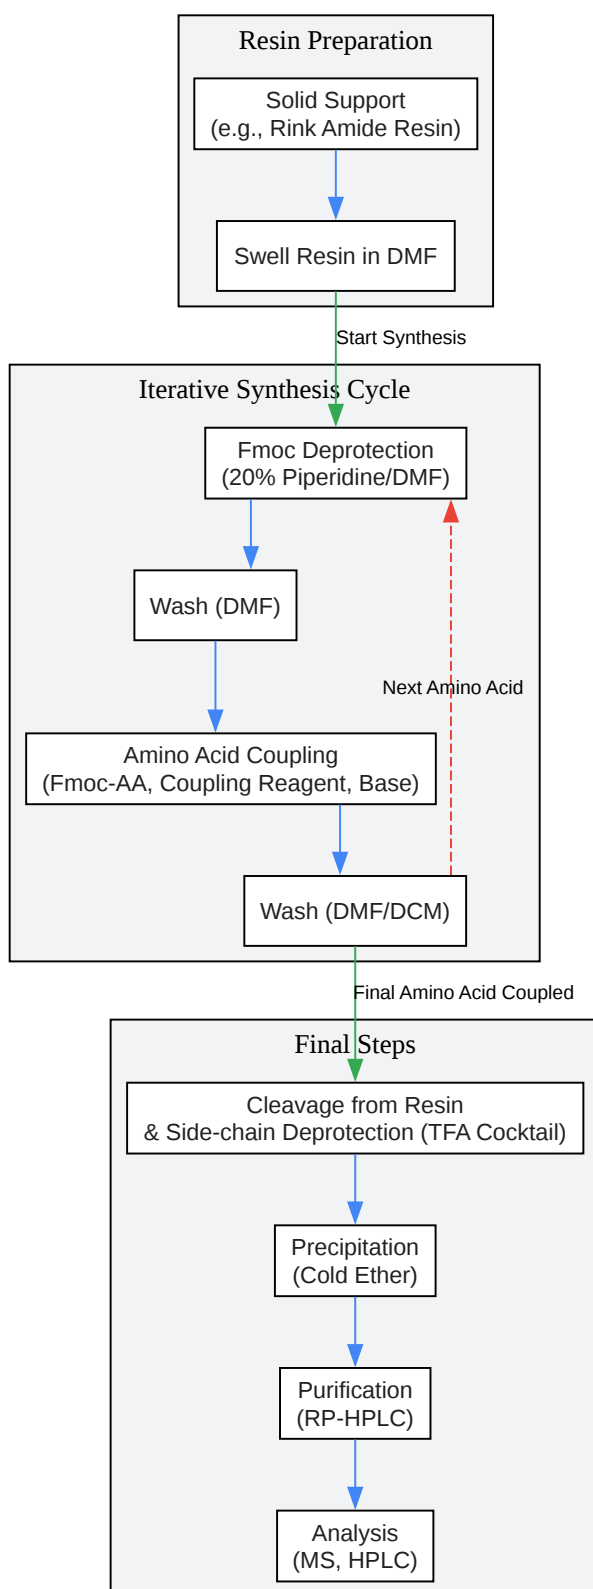 Resin Preparation
Solid Support
(e.g., Rink Amide Resin)
Swell Resin in DMF
Start Synthesis
Iterative Synthesis Cycle
Fmoc Deprotection
(20% Piperidine/DMF)
Wash (DMF)
Next Amino Acid
Amino Acid Coupling
(Fmoc-AA, Coupling Reagent, Base)
Wash (DMF/DCM)
Final Amino Acid Coupled
Final Steps
Cleavage from Resin
& Side-chain Deprotection (TFA Cocktail)
Precipitation
(Cold Ether)
Purification
(RP-HPLC)
Analysis
(MS, HPLC)